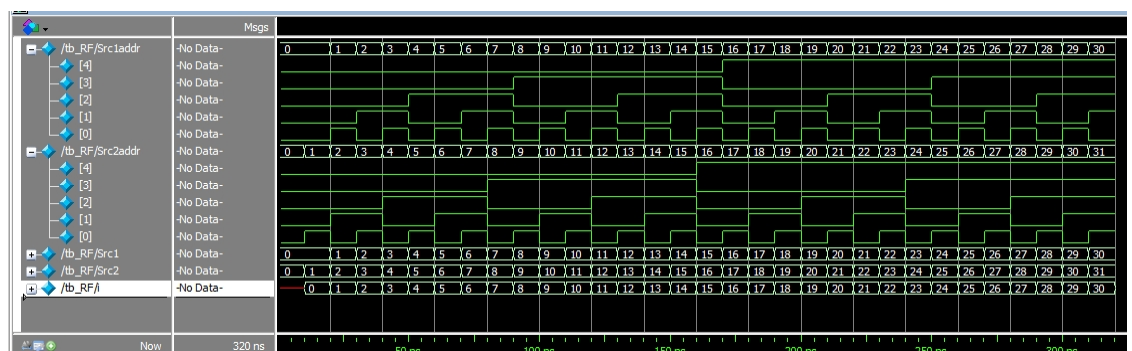 Msgs
/tb_RF/Src1addr -No Data- 0 1 2 3 4 5 6 7 8 9 10 11 12 13 14 15 16 17 18 19 20 21 22 23 24 25 26 27 28 29 30
[4] -No Data-
[3] -No Data-
[2] -No Data-
[1] -No Data-
[0] -No Data-
/tb_RF/Src2addr -No Data- 0 1 2 3 4 5 6 7 8 9 10 11 12 13 14 15 16 17 18 19 20 21 22 23 24 25 26 27 28 29 30 31
[4] -No Data-
[3] -No Data-
[2] -No Data-
[1] -No Data-
[0] -No Data-
/tb_RF/Src1 -No Data- 0 1 2 3 4 5 6 7 8 9 10 11 12 13 14 15 16 17 18 19 20 21 22 23 24 25 26 27 28 29 30
/tb_RF/Src2 -No Data- 0 1 2 3 4 5 6 7 8 9 10 11 12 13 14 15 16 17 18 19 20 21 22 23 24 25 26 27 28 29 30 31
/tb_RF/i -No Data- 0 1 2 3 4 5 6 7 8 9 10 11 12 13 14 15 16 17 18 19 20 21 22 23 24 25 26 27 28 29 30
Now 320 ns 50 ns 100 ns 150 ns 200 ns 250 ns 300 ns